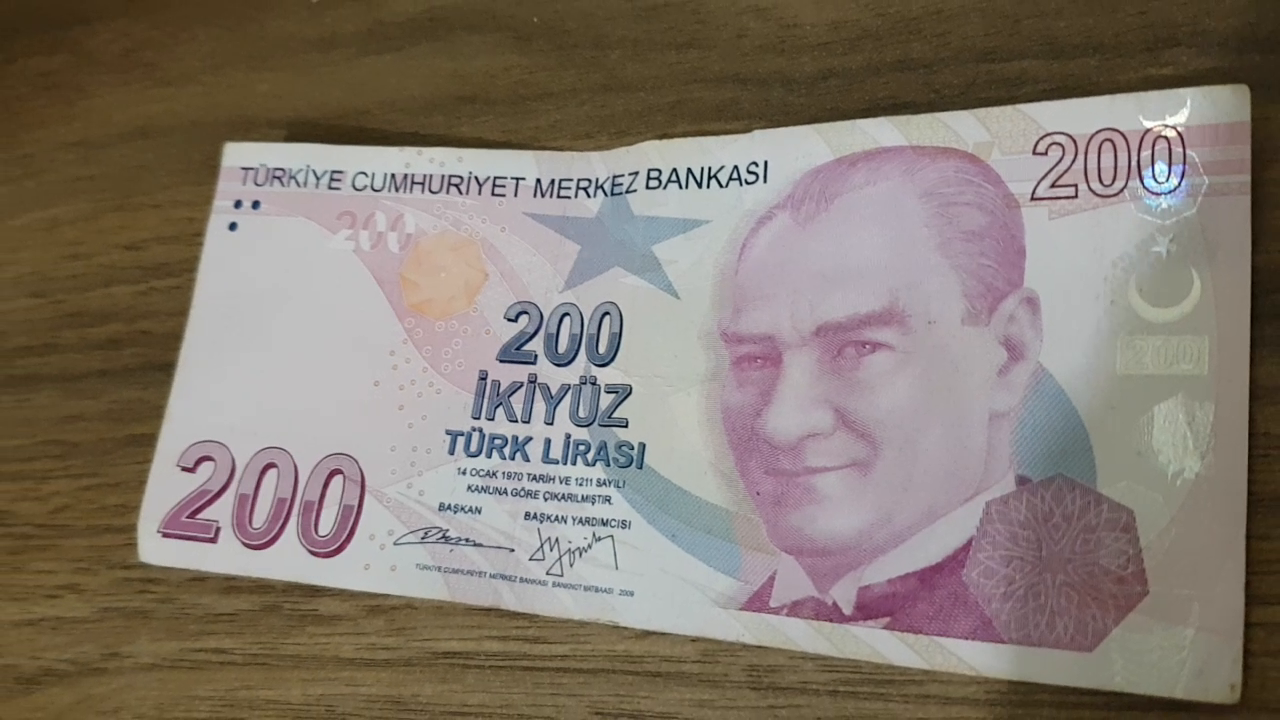 TÜRKİYE CUMHURİYET MERKEZ BANKASI
200
200
200
200
İKİYÜZ
TÜRK LİRASI
14 OCAK 1970 TARİH VE 1211 SAYILI
KANUNA GÖRE ÇIKARILMIŞTIR.
BAŞKAN
BAŞKAN YARDIMCISI
200
TÜRKİYE CUMHURİYET MERKEZ BANKASI BANKNOT MATBAASI 2009